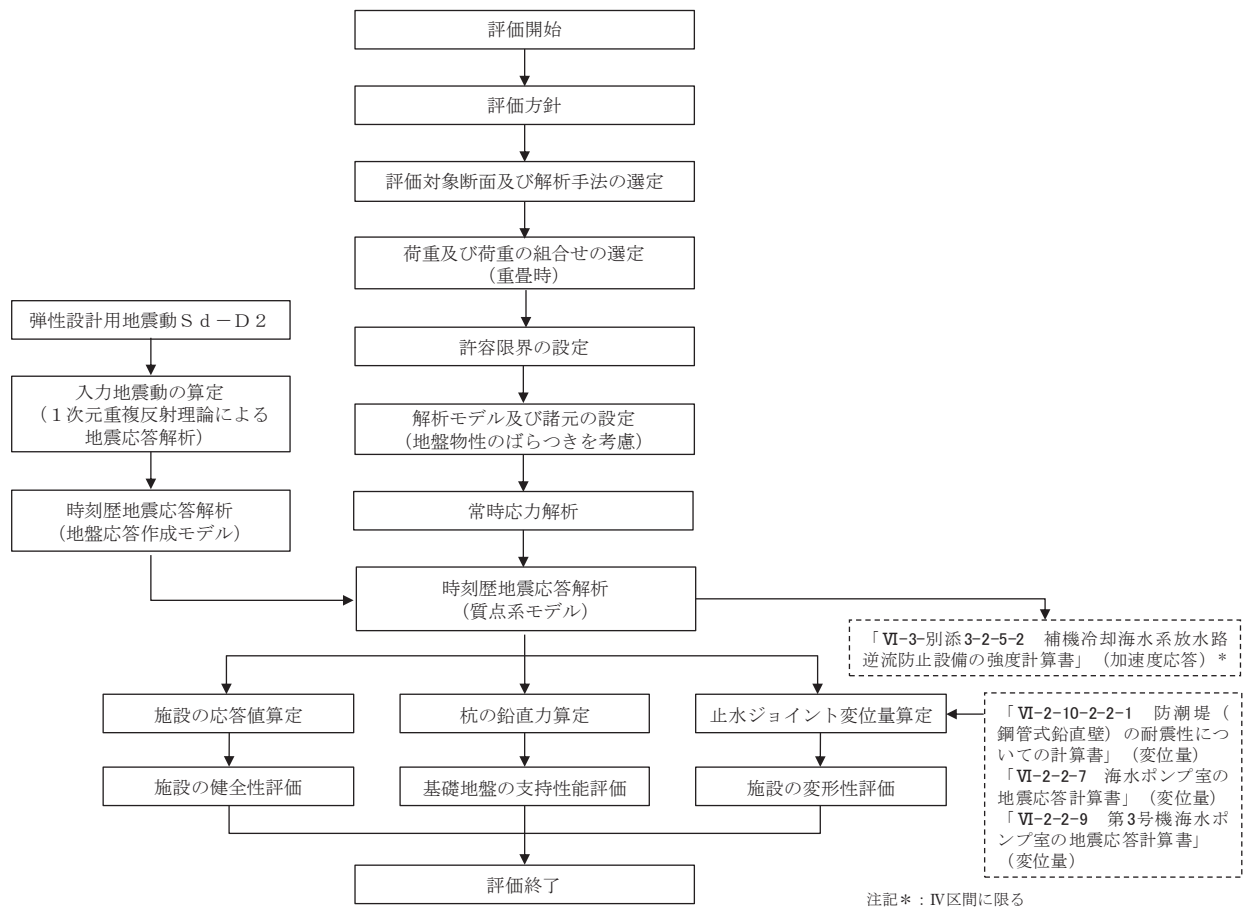 評価開始
評価方針
評価対象断面及び解析手法の選定
荷重及び荷重の組合せの選定
（重畳時）
許容限界の設定
解析モデル及び諸元の設定
（地盤物性のばらつきを考慮）
常時応力解析
弾性設計用地震動Ｓｄ－Ｄ２
入力地震動の算定
（１次元重複反射理論による
地震応答解析）
時刻歴地震応答解析
（地盤応答作成モデル）
時刻歴地震応答解析
（質点系モデル）
「Ⅵ-3-別添3-2-5-2　補機冷却海水系放水路
逆流防止設備の強度計算書」（加速度応答）＊
施設の応答値算定
杭の鉛直力算定
止水ジョイント変位量算定
「Ⅵ-2-10-2-2-1　防潮堤（
鋼管式鉛直壁）の耐震性につ
いての計算書」（変位量）
「Ⅵ-2-2-7　海水ポンプ室の
地震応答計算書」（変位量）
「Ⅵ-2-2-9　第3号機海水ポ
ンプ室の地震応答計算書」
（変位量）
施設の健全性評価
基礎地盤の支持性能評価
施設の変形性評価
評価終了
注記＊：Ⅳ区間に限る